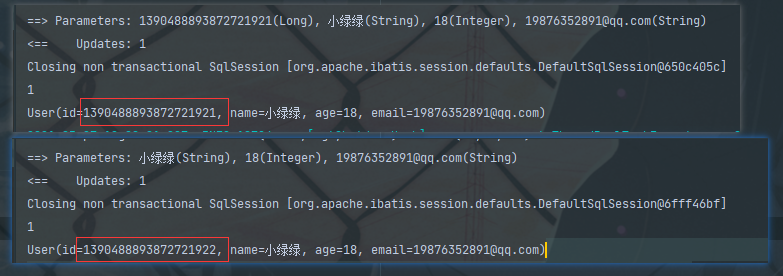 ==> Parameters: 1390488893872721921(Long), 小绿绿(String), 18(Integer), 19876352891@qq.com(String)
<==    Updates: 1
Closing non transactional SqlSession [org.apache.ibatis.session.defaults.DefaultSqlSession@650c405c]
1
User(id=1390488893872721921, name=小绿绿, age=18, email=19876352891@qq.com)
==> Parameters: 小绿绿(String), 18(Integer), 19876352891@qq.com(String)
<==    Updates: 1
Closing non transactional SqlSession [org.apache.ibatis.session.defaults.DefaultSqlSession@6fff46bf]
1
User(id=1390488893872721922, name=小绿绿, age=18, email=19876352891@qq.com)